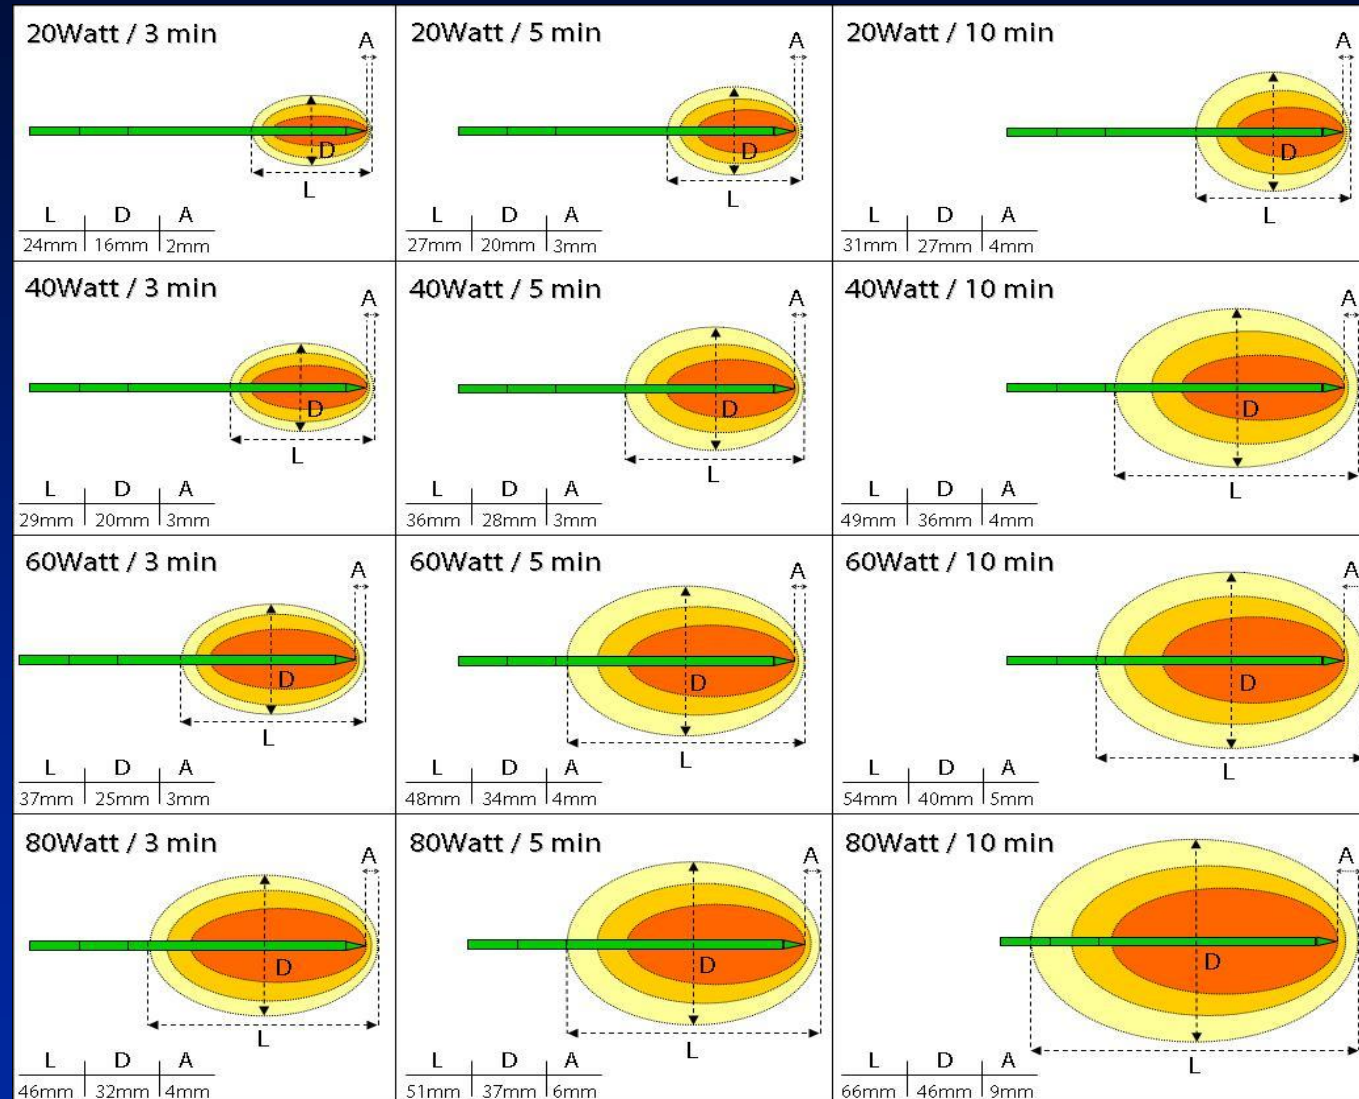 20Watt / 3 min
A
D
L
L D A
24mm 16mm 2mm
20Watt / 5 min
A
D
L
L D A
27mm 20mm 3mm
20Watt / 10 min
A
D
L
L D A
31mm 27mm 4mm
40Watt / 3 min
A
D
L
L D A
29mm 20mm 3mm
40Watt / 5 min
A
D
L
L D A
36mm 28mm 3mm
40Watt / 10 min
A
D
L
L D A
49mm 36mm 4mm
60Watt / 3 min
A
D
L
L D A
37mm 25mm 3mm
60Watt / 5 min
A
D
L
L D A
48mm 34mm 4mm
60Watt / 10 min
A
D
L
L D A
54mm 40mm 5mm
80Watt / 3 min
A
D
L
L D A
46mm 32mm 4mm
80Watt / 5 min
A
D
L
L D A
51mm 37mm 6mm
80Watt / 10 min
A
D
L
L D A
66mm 46mm 9mm